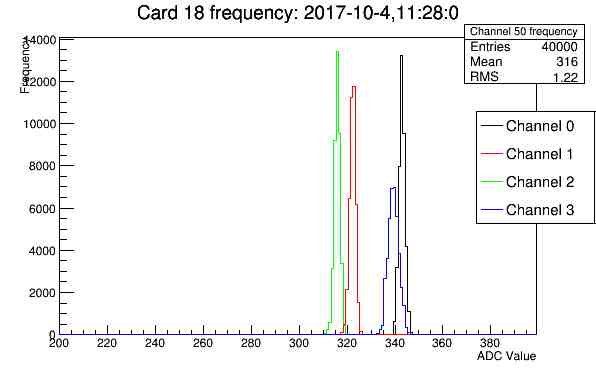 Card 18 frequency: 2017-10-4,11:28:0
Channel 50 frequency
Entries 40000
Mean 316
RMS 1.22
Frequency
14000
12000
10000
8000
6000
4000
2000
0
Channel 0
Channel 1
Channel 2
Channel 3
200 220 240 260 280 300 320 340 360 380
ADC Value